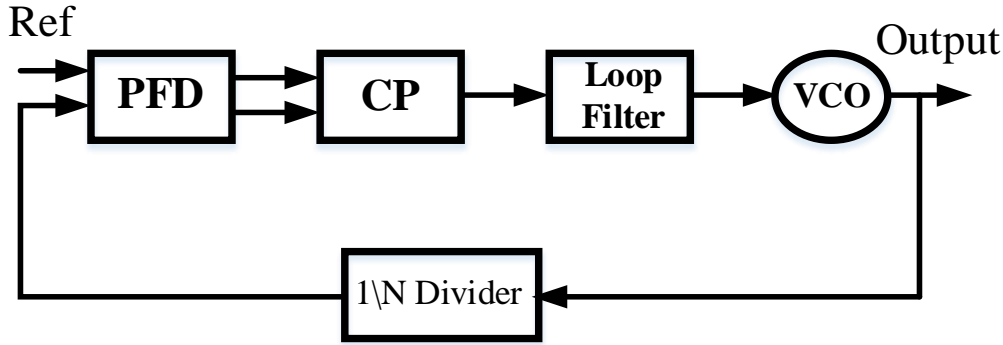 Ref
PFD
CP
Loop
Filter
VCO
Output
1\N Divider